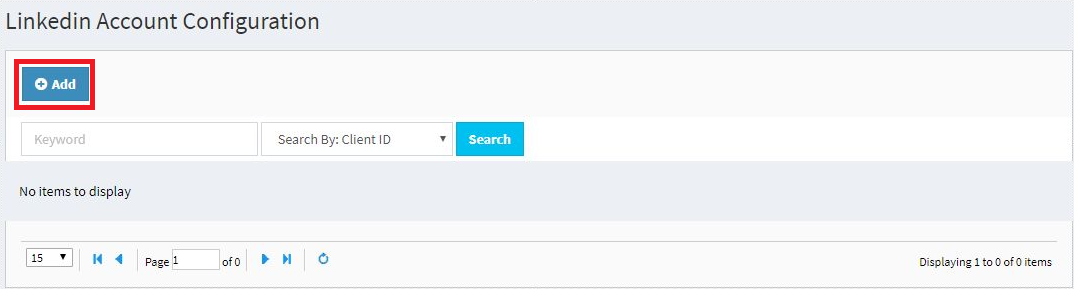 Linkedin Account Configuration
Add
Keyword Search By: Client ID Search
No items to display
15 Page 1 of 0 Displaying 1 to 0 of 0 items